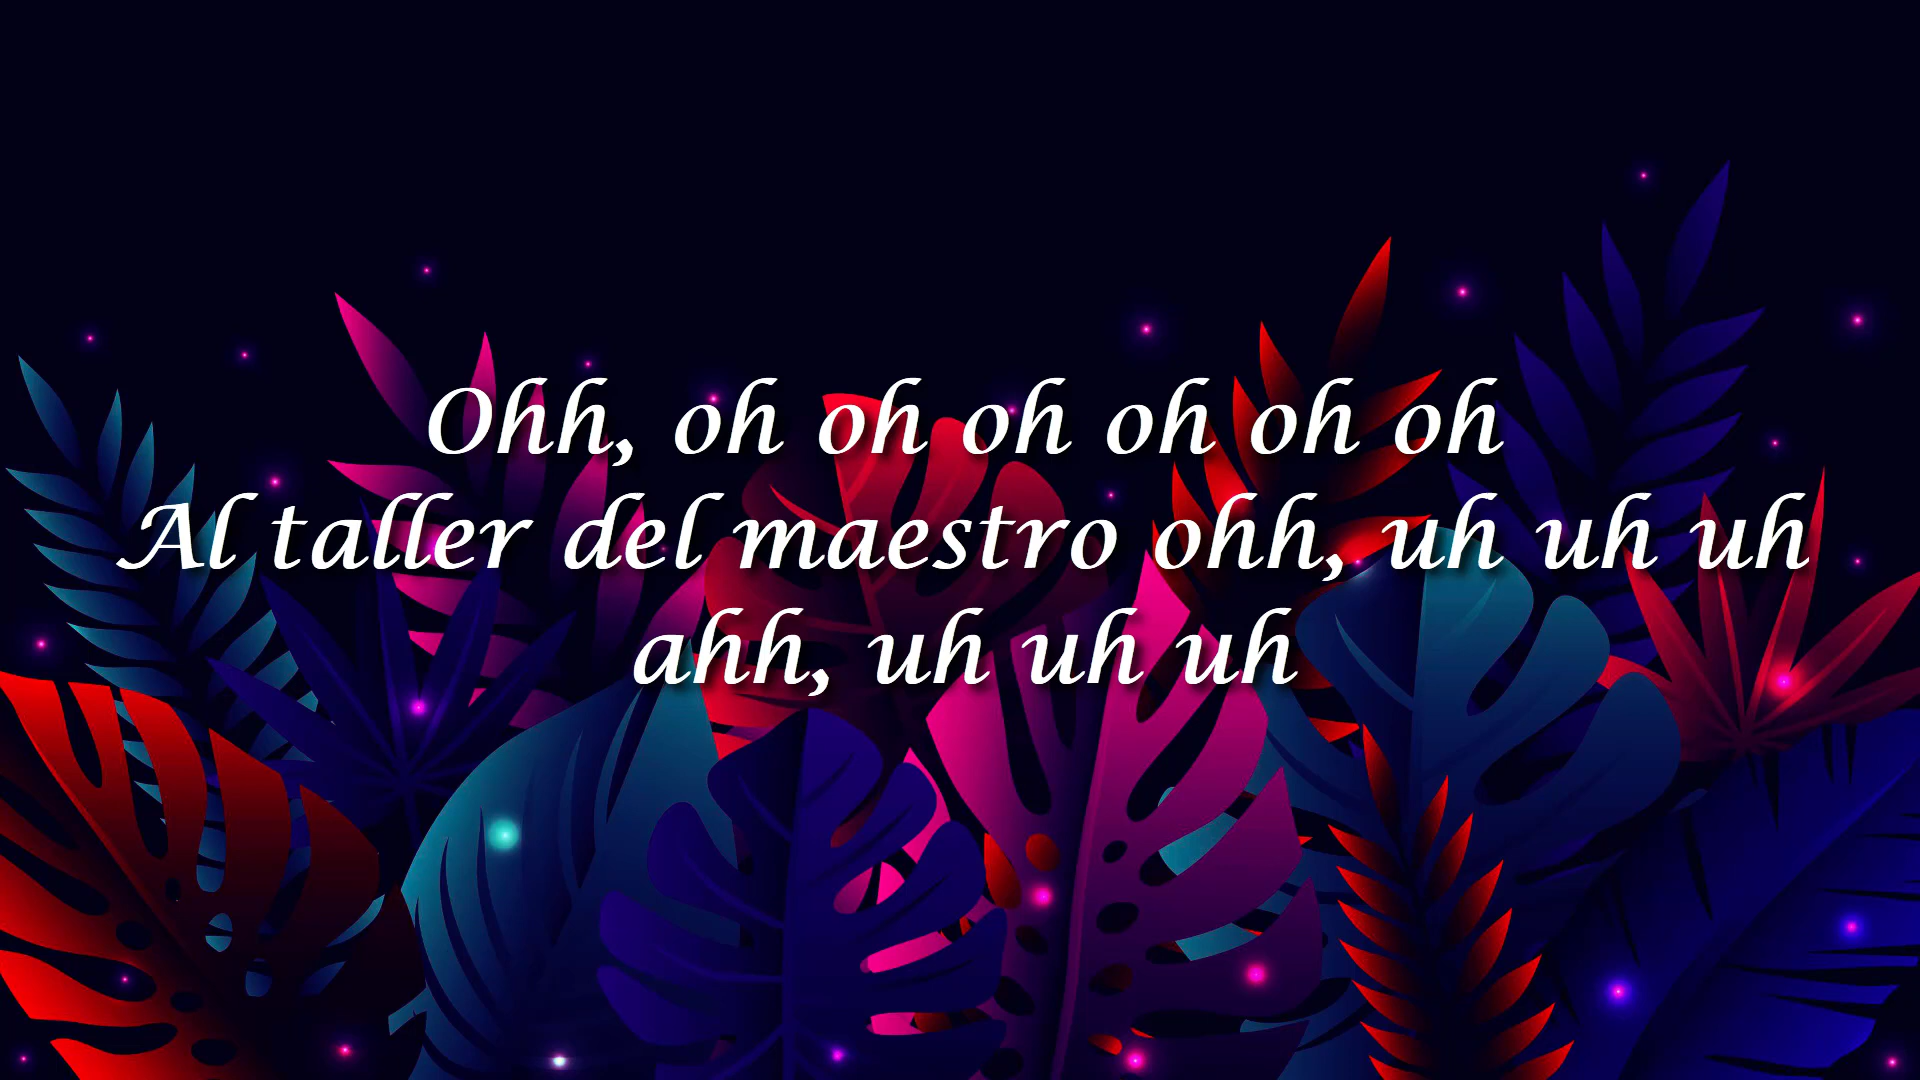 Ohh, oh oh oh oh oh oh
Al taller del maestro ohh, uh uh uh
ahh, uh uh uh